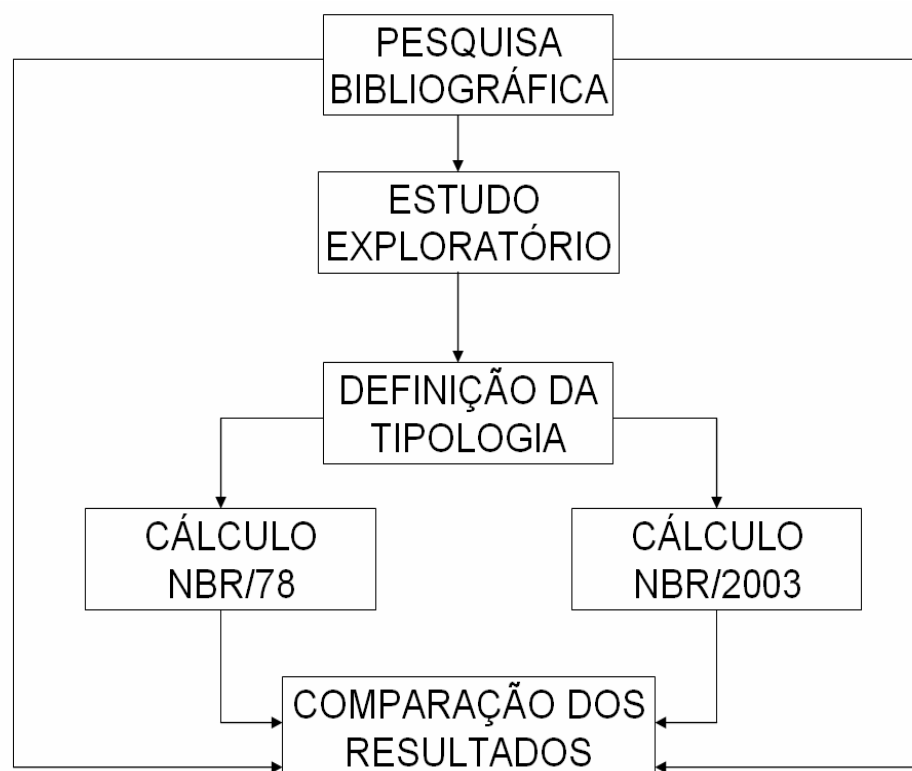 PESQUISA
BIBLIOGRÁFICA
ESTUDO
EXPLORATÓRIO
DEFINIÇÃO DA
TIPOLOGIA
CÁLCULO
NBR/78
CÁLCULO
NBR/2003
COMPARAÇÃO DOS
RESULTADOS